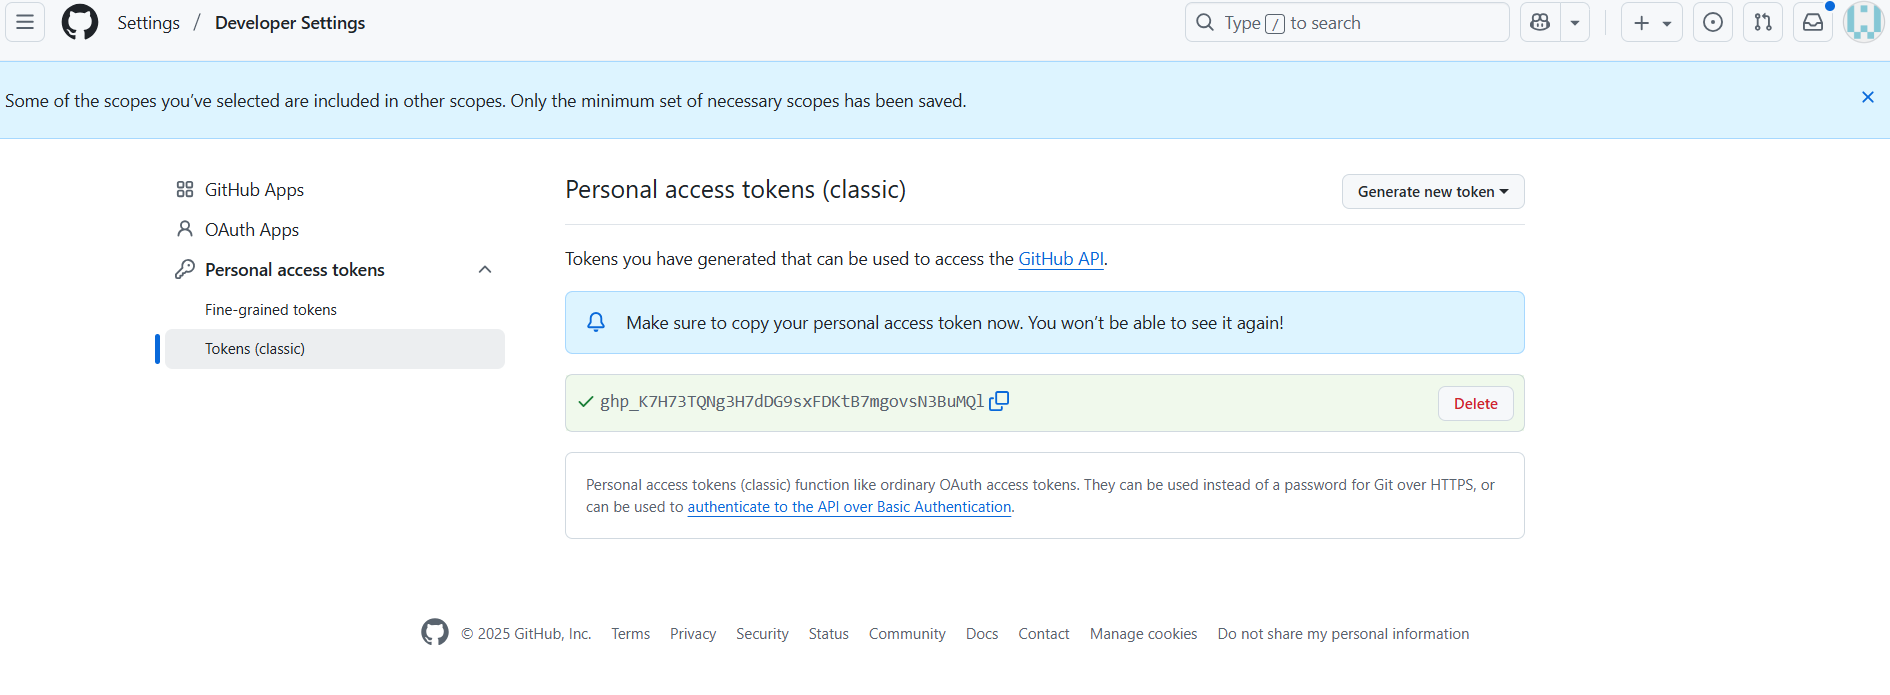 Settings / Developer Settings
Type / to search
Some of the scopes you’ve selected are included in other scopes. Only the minimum set of necessary scopes has been saved.
GitHub Apps
OAuth Apps
Personal access tokens
Fine-grained tokens
Tokens (classic)
Personal access tokens (classic)
Generate new token
Tokens you have generated that can be used to access the GitHub API.
Make sure to copy your personal access token now. You won’t be able to see it again!
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
Delete
Personal access tokens (classic) function like ordinary OAuth access tokens. They can be used instead of a password for Git over HTTPS, or
can be used to authenticate to the API over Basic Authentication.
© 2025 GitHub, Inc. Terms Privacy Security Status Community Docs Contact Manage cookies Do not share my personal information